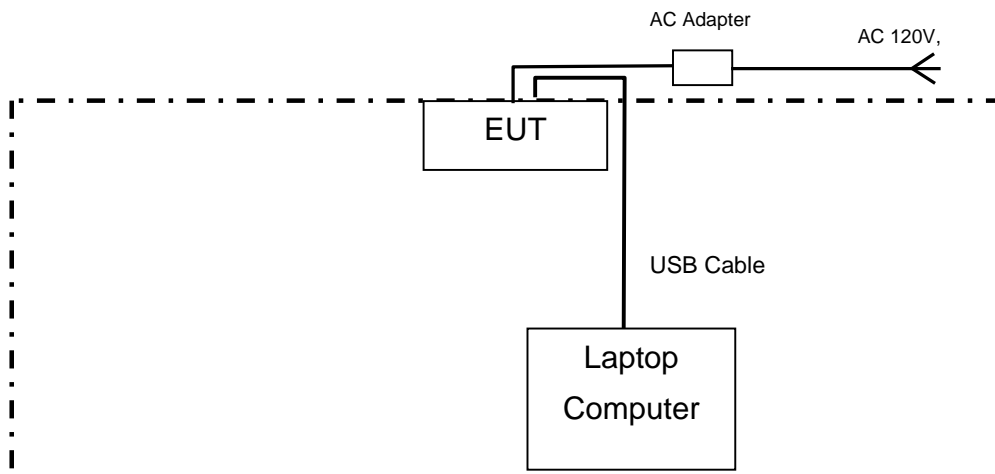 AC Adapter
AC 120V,
EUT
USB Cable
Laptop
Computer